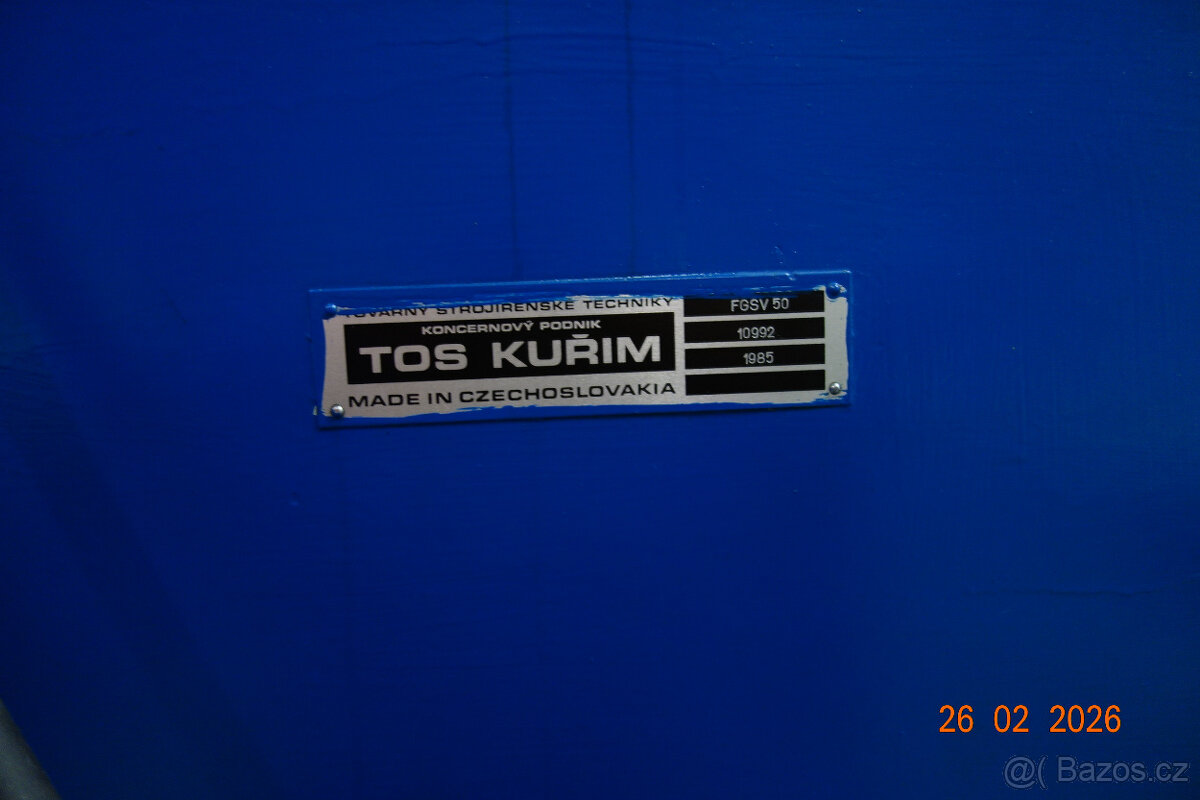 TOVÁRNY STROJÍRENSKÉ TECHNIKY
KONCERNOVÝ PODNIK
TOS KUŘIM
MADE IN CZECHOSLOVAKIA
FGSV 50
10992
1985
26 02 2026
@( Bazos.cz